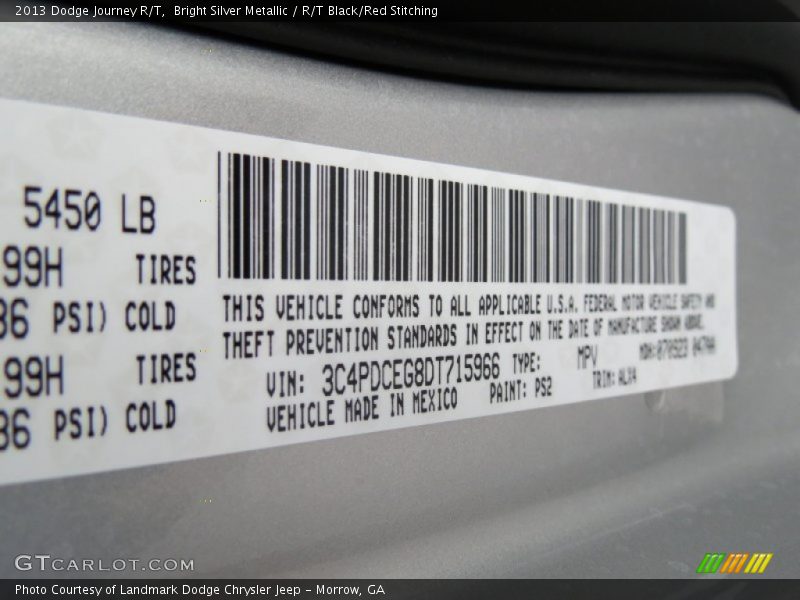 2013 Dodge Journey R/T, Bright Silver Metallic / R/T Black/Red Stitching
5450 LB
99H TIRES
36 PSI) COLD
99H TIRES
36 PSI) COLD
THIS VEHICLE CONFORMS TO ALL APPLICABLE U.S.A. FEDERAL MOTOR VEHICLE SAFETY AND
THEFT PREVENTION STANDARDS IN EFFECT ON THE DATE OF MANUFACTURE SHOWN ABOVE.
VIN: 3C4PDCEG8DT715966 TYPE: MPV
VEHICLE MADE IN MEXICO PAINT: PS2 TRIM:
GTCARLOT.COM
Photo Courtesy of Landmark Dodge Chrysler Jeep – Morrow, GA